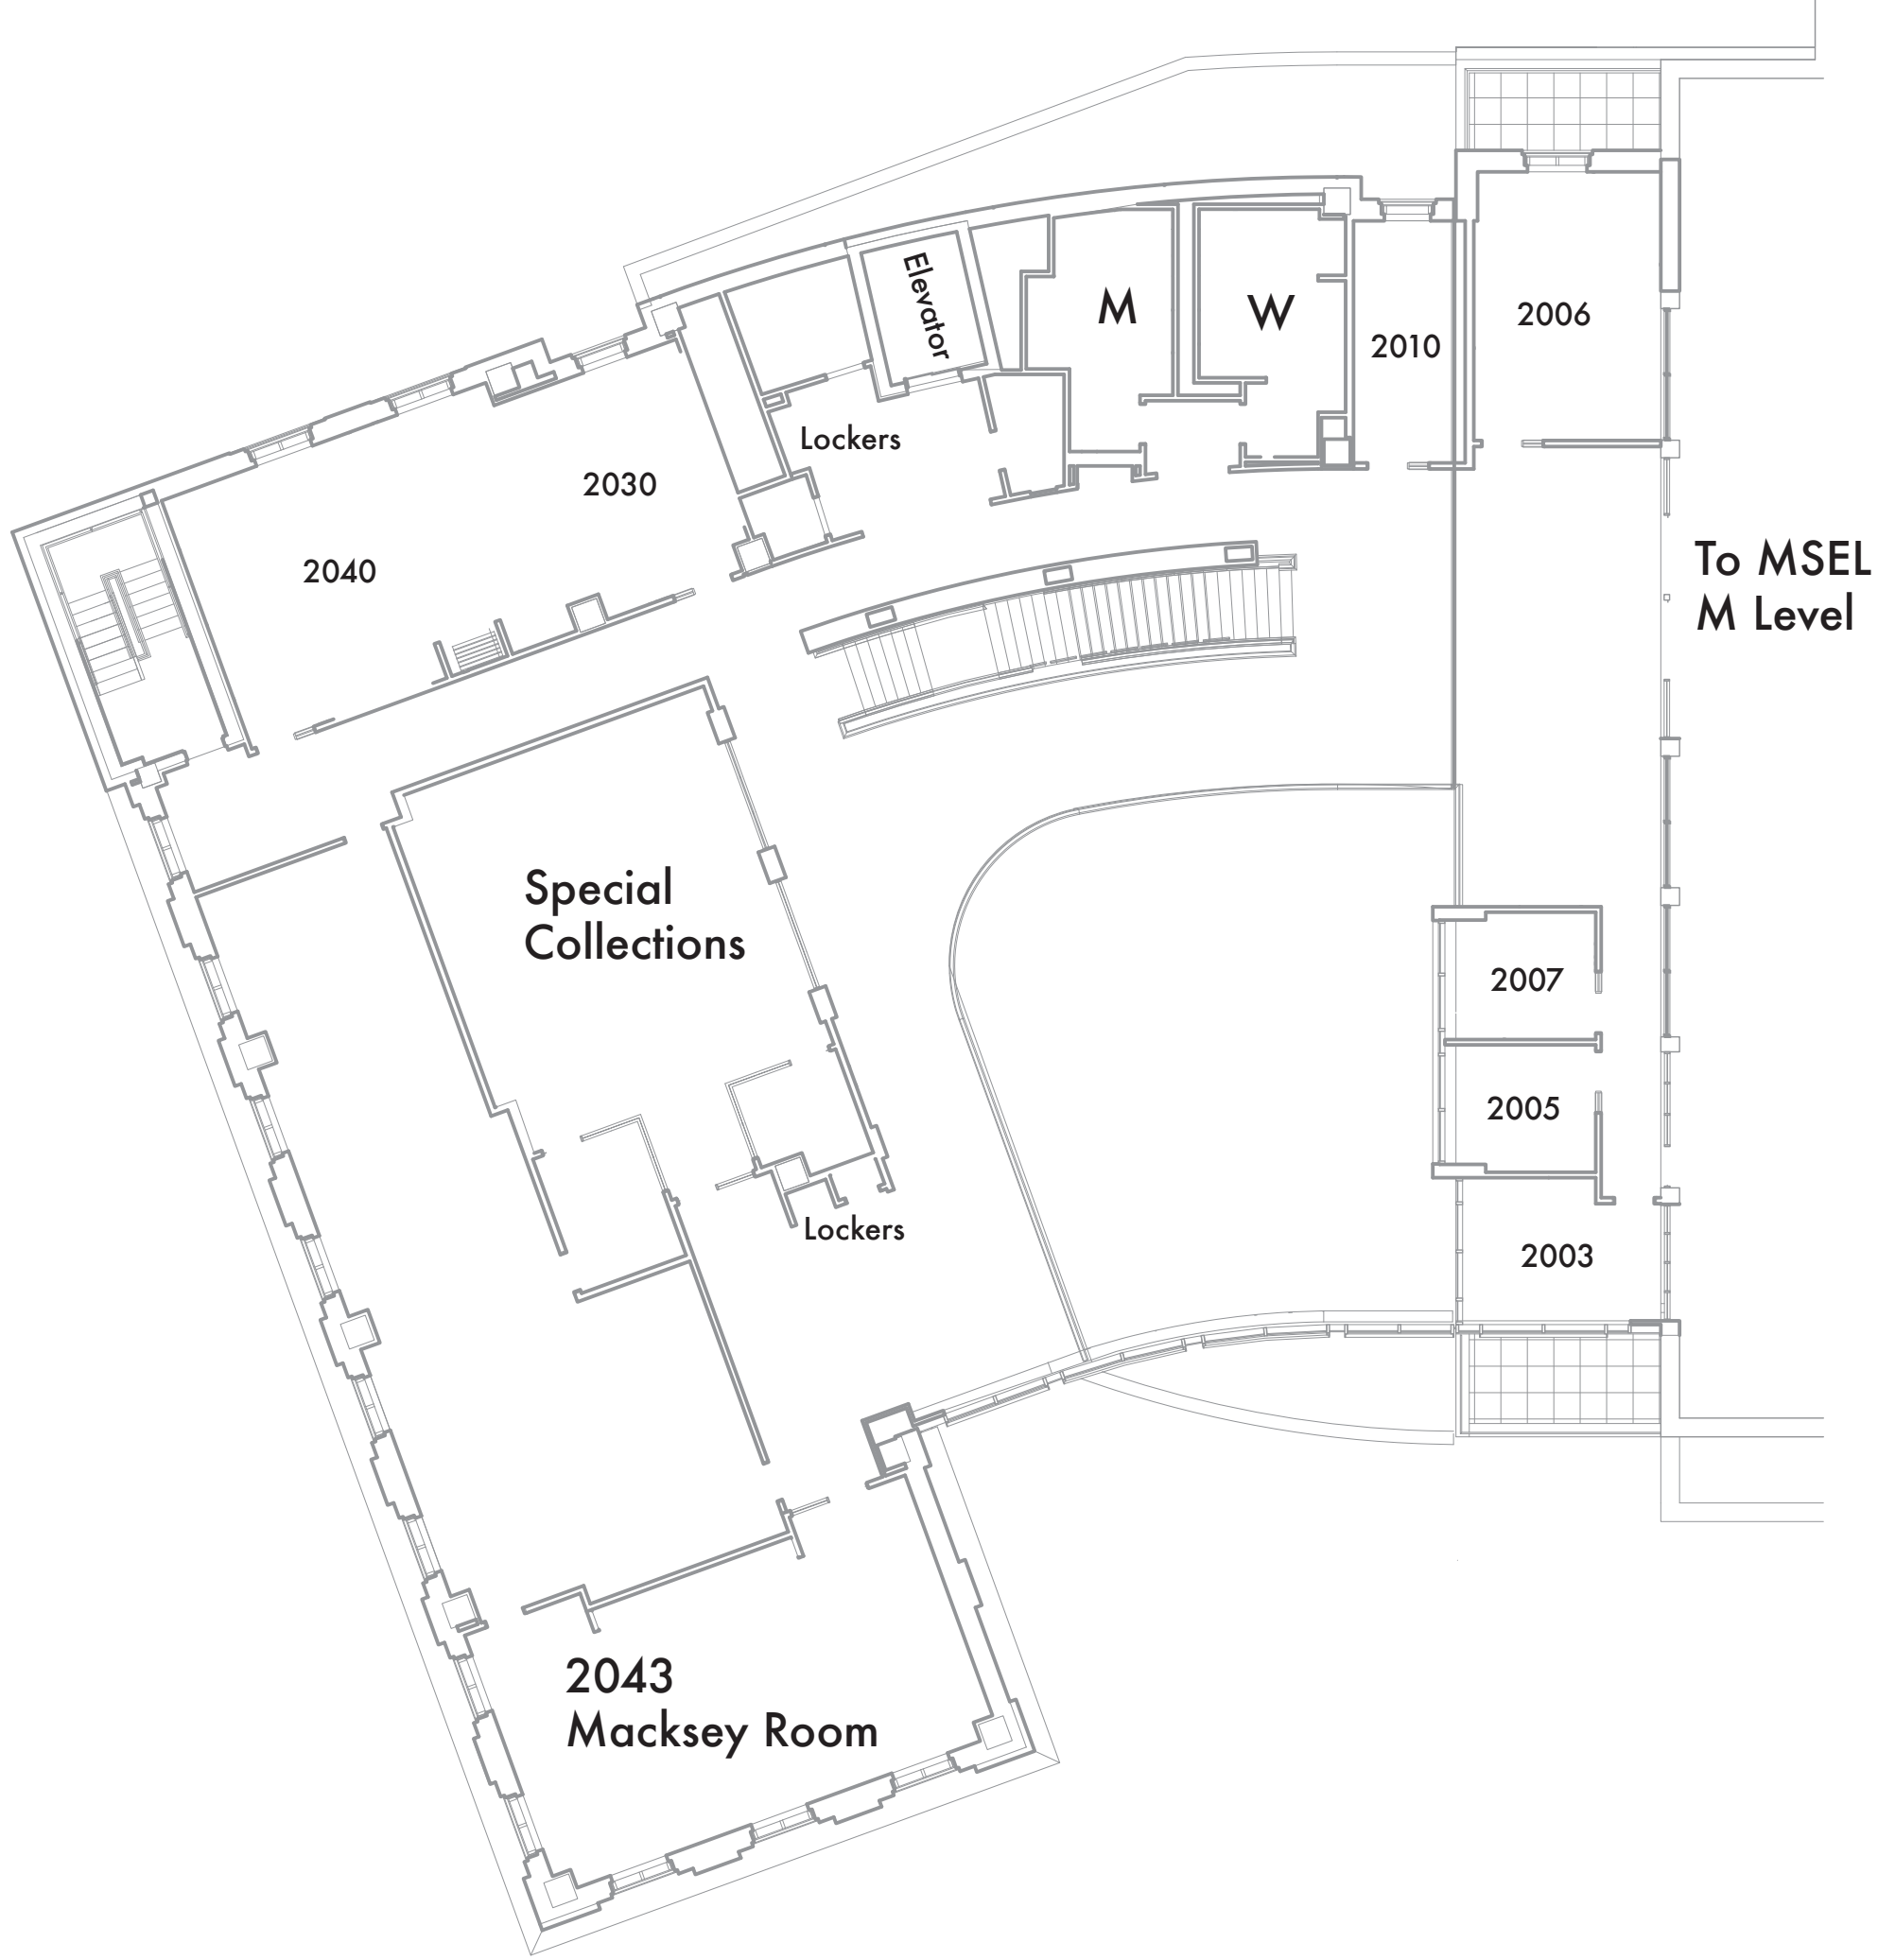 Elevator
M
W
2006
2010
Lockers
2030
2040
To MSEL
M Level
Special
Collections
2007
2005
Lockers
2003
2043
Macksey Room